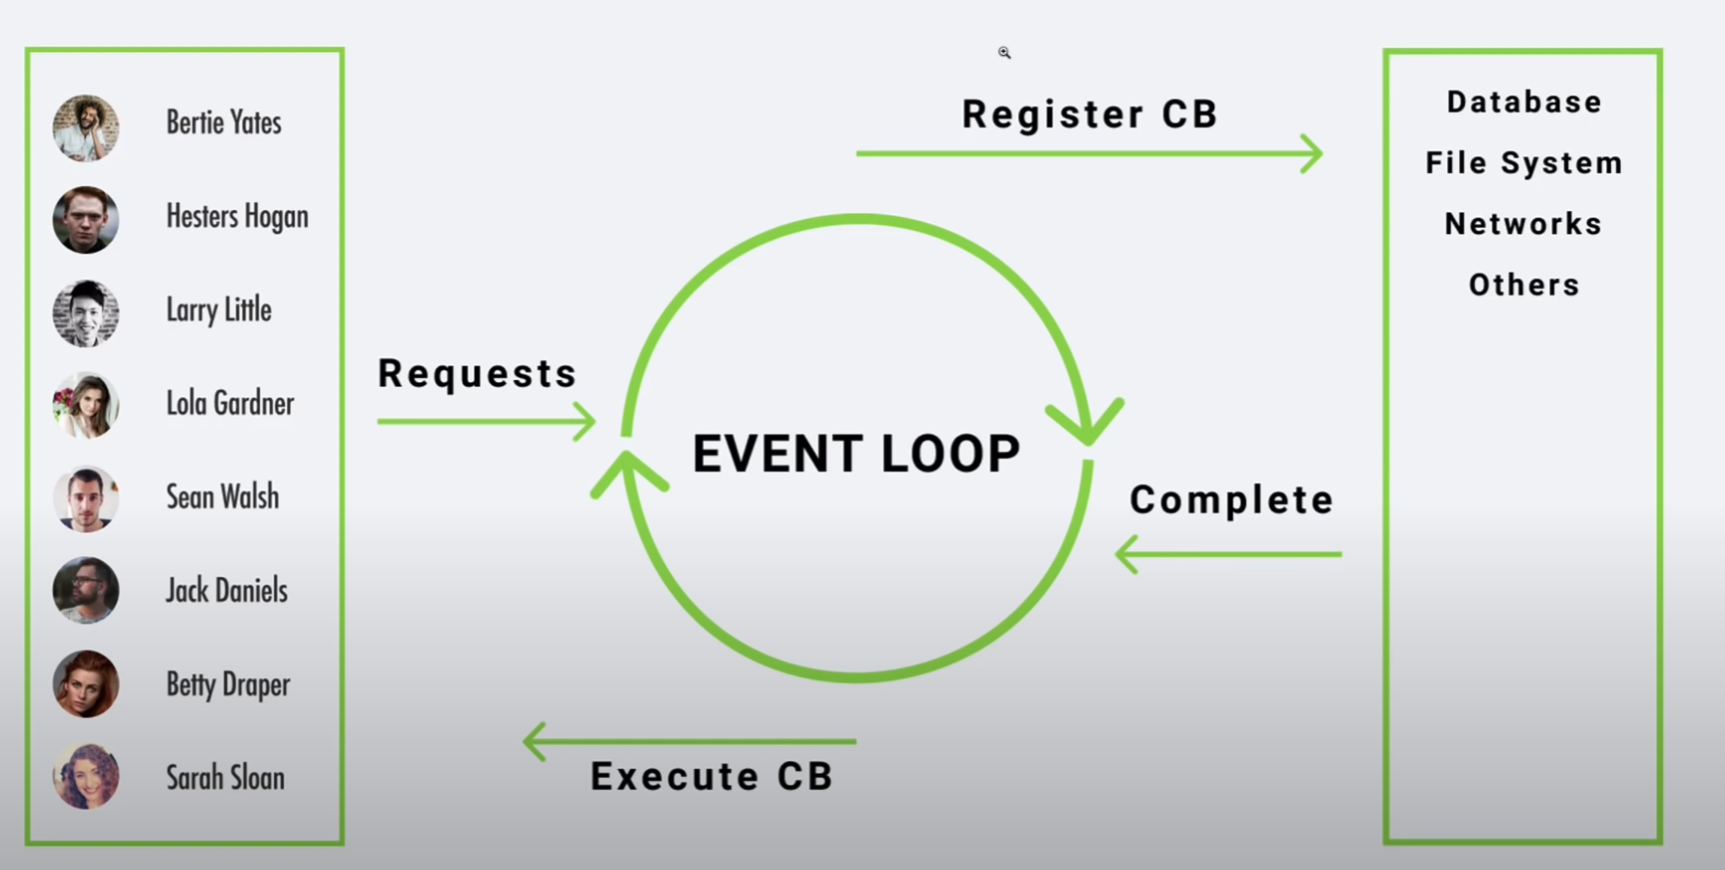 Bertie Yates
Hesters Hogan
Larry Little
Lola Gardner
Sean Walsh
Jack Daniels
Betty Draper
Sarah Sloan
Requests
EVENT LOOP
Register CB
Complete
Execute CB
Database
File System
Networks
Others